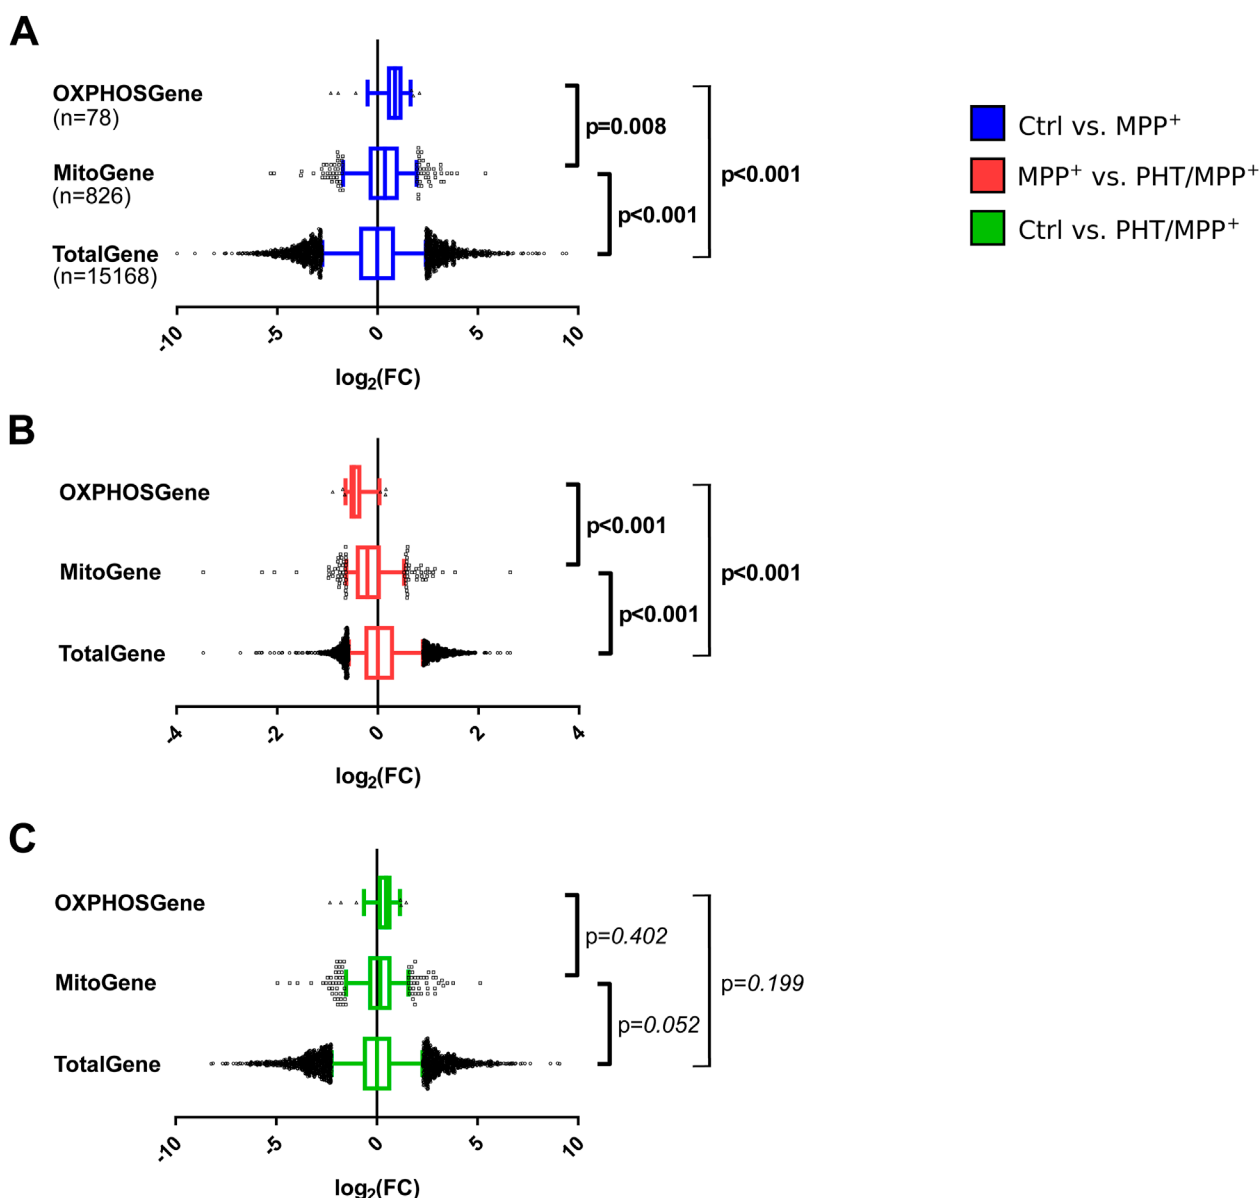 A
OXPHOSGene
(n=78)
MitoGene
(n=826)
TotalGene
(n=15168)
p=0.008
p<0.001
p<0.001
-10 -5 0 5 10
log₂(FC)
Ctrl vs. MPP⁺
MPP⁺ vs. PHT/MPP⁺
Ctrl vs. PHT/MPP⁺
B
OXPHOSGene
MitoGene
TotalGene
p<0.001
p<0.001
p<0.001
-4 -2 0 2 4
log₂(FC)
C
OXPHOSGene
MitoGene
TotalGene
p=0.402
p=0.199
p=0.052
-10 -5 0 5 10
log₂(FC)